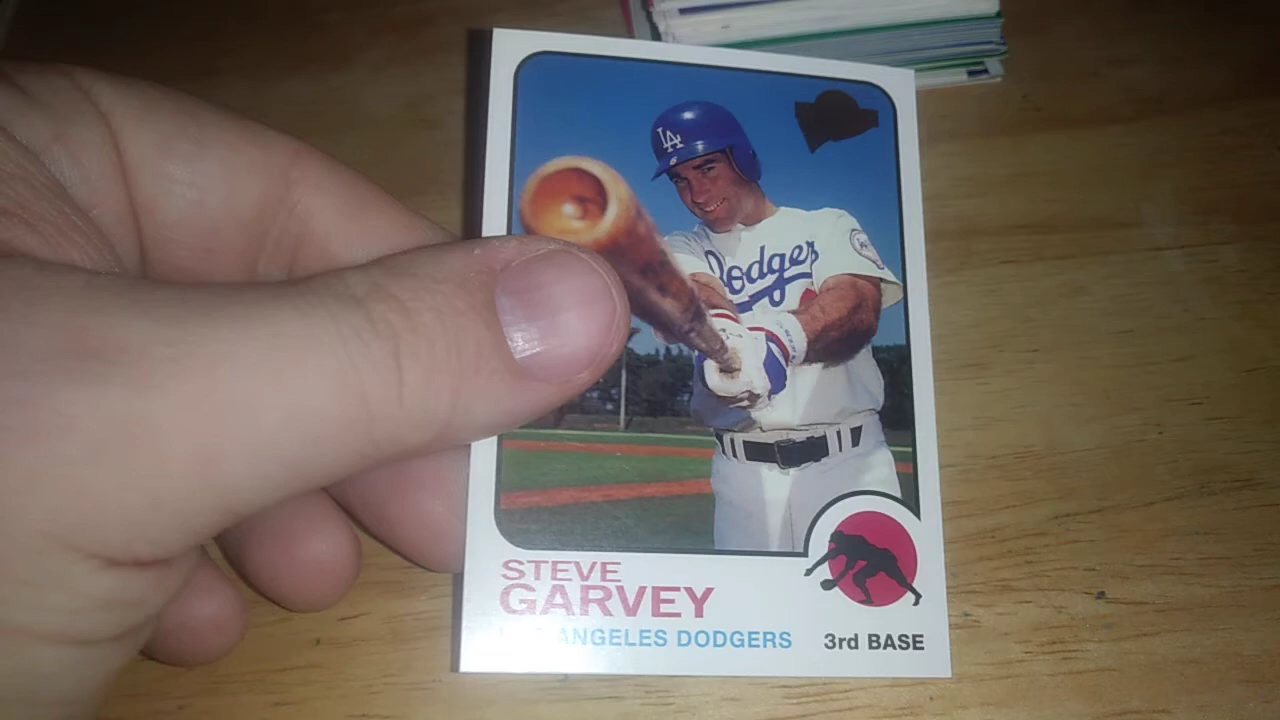 LA
Dodgers
STEVE
GARVEY
ANGELES DODGERS
3rd BASE